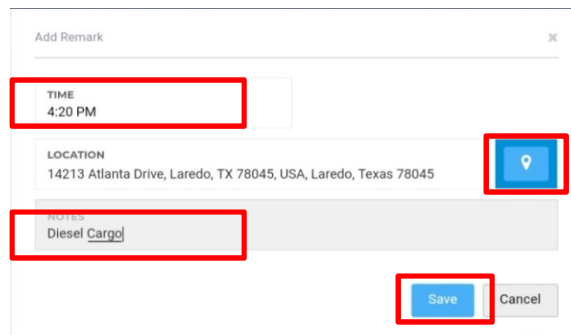 Add Remark
TIME
4:20 PM
LOCATION
14213 Atlanta Drive, Laredo, TX 78045, USA, Laredo, Texas 78045
NOTES
Diesel Cargo
Save Cancel